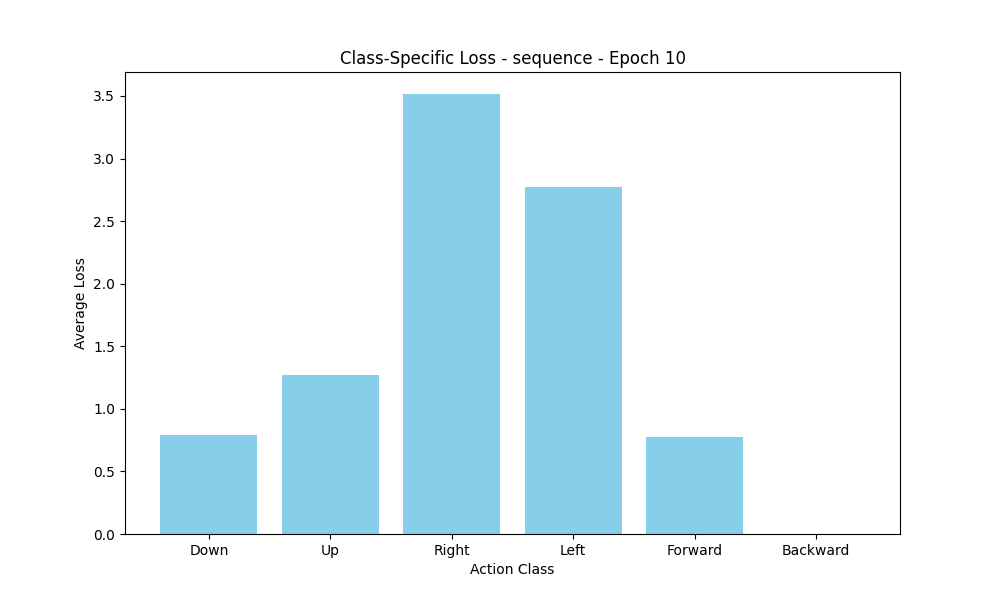 Class-Specific Loss - sequence - Epoch 10
3.5
3.0
2.5
2.0
1.5
1.0
0.5
0.0
Average Loss
Down Up Right Left Forward Backward
Action Class